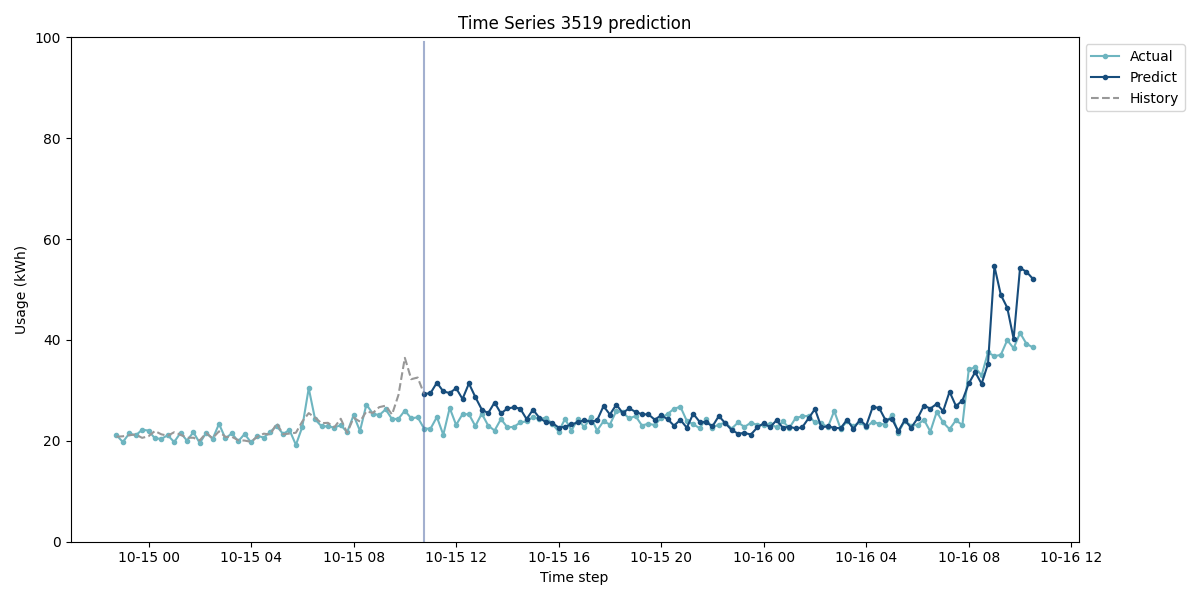 Time Series 3519 prediction
Usage (kWh)
100
80
60
40
20
0
10-15 00
10-15 04
10-15 08
10-15 12
10-15 16
10-15 20
10-16 00
10-16 04
10-16 08
10-16 12
Time step
Actual
Predict
History